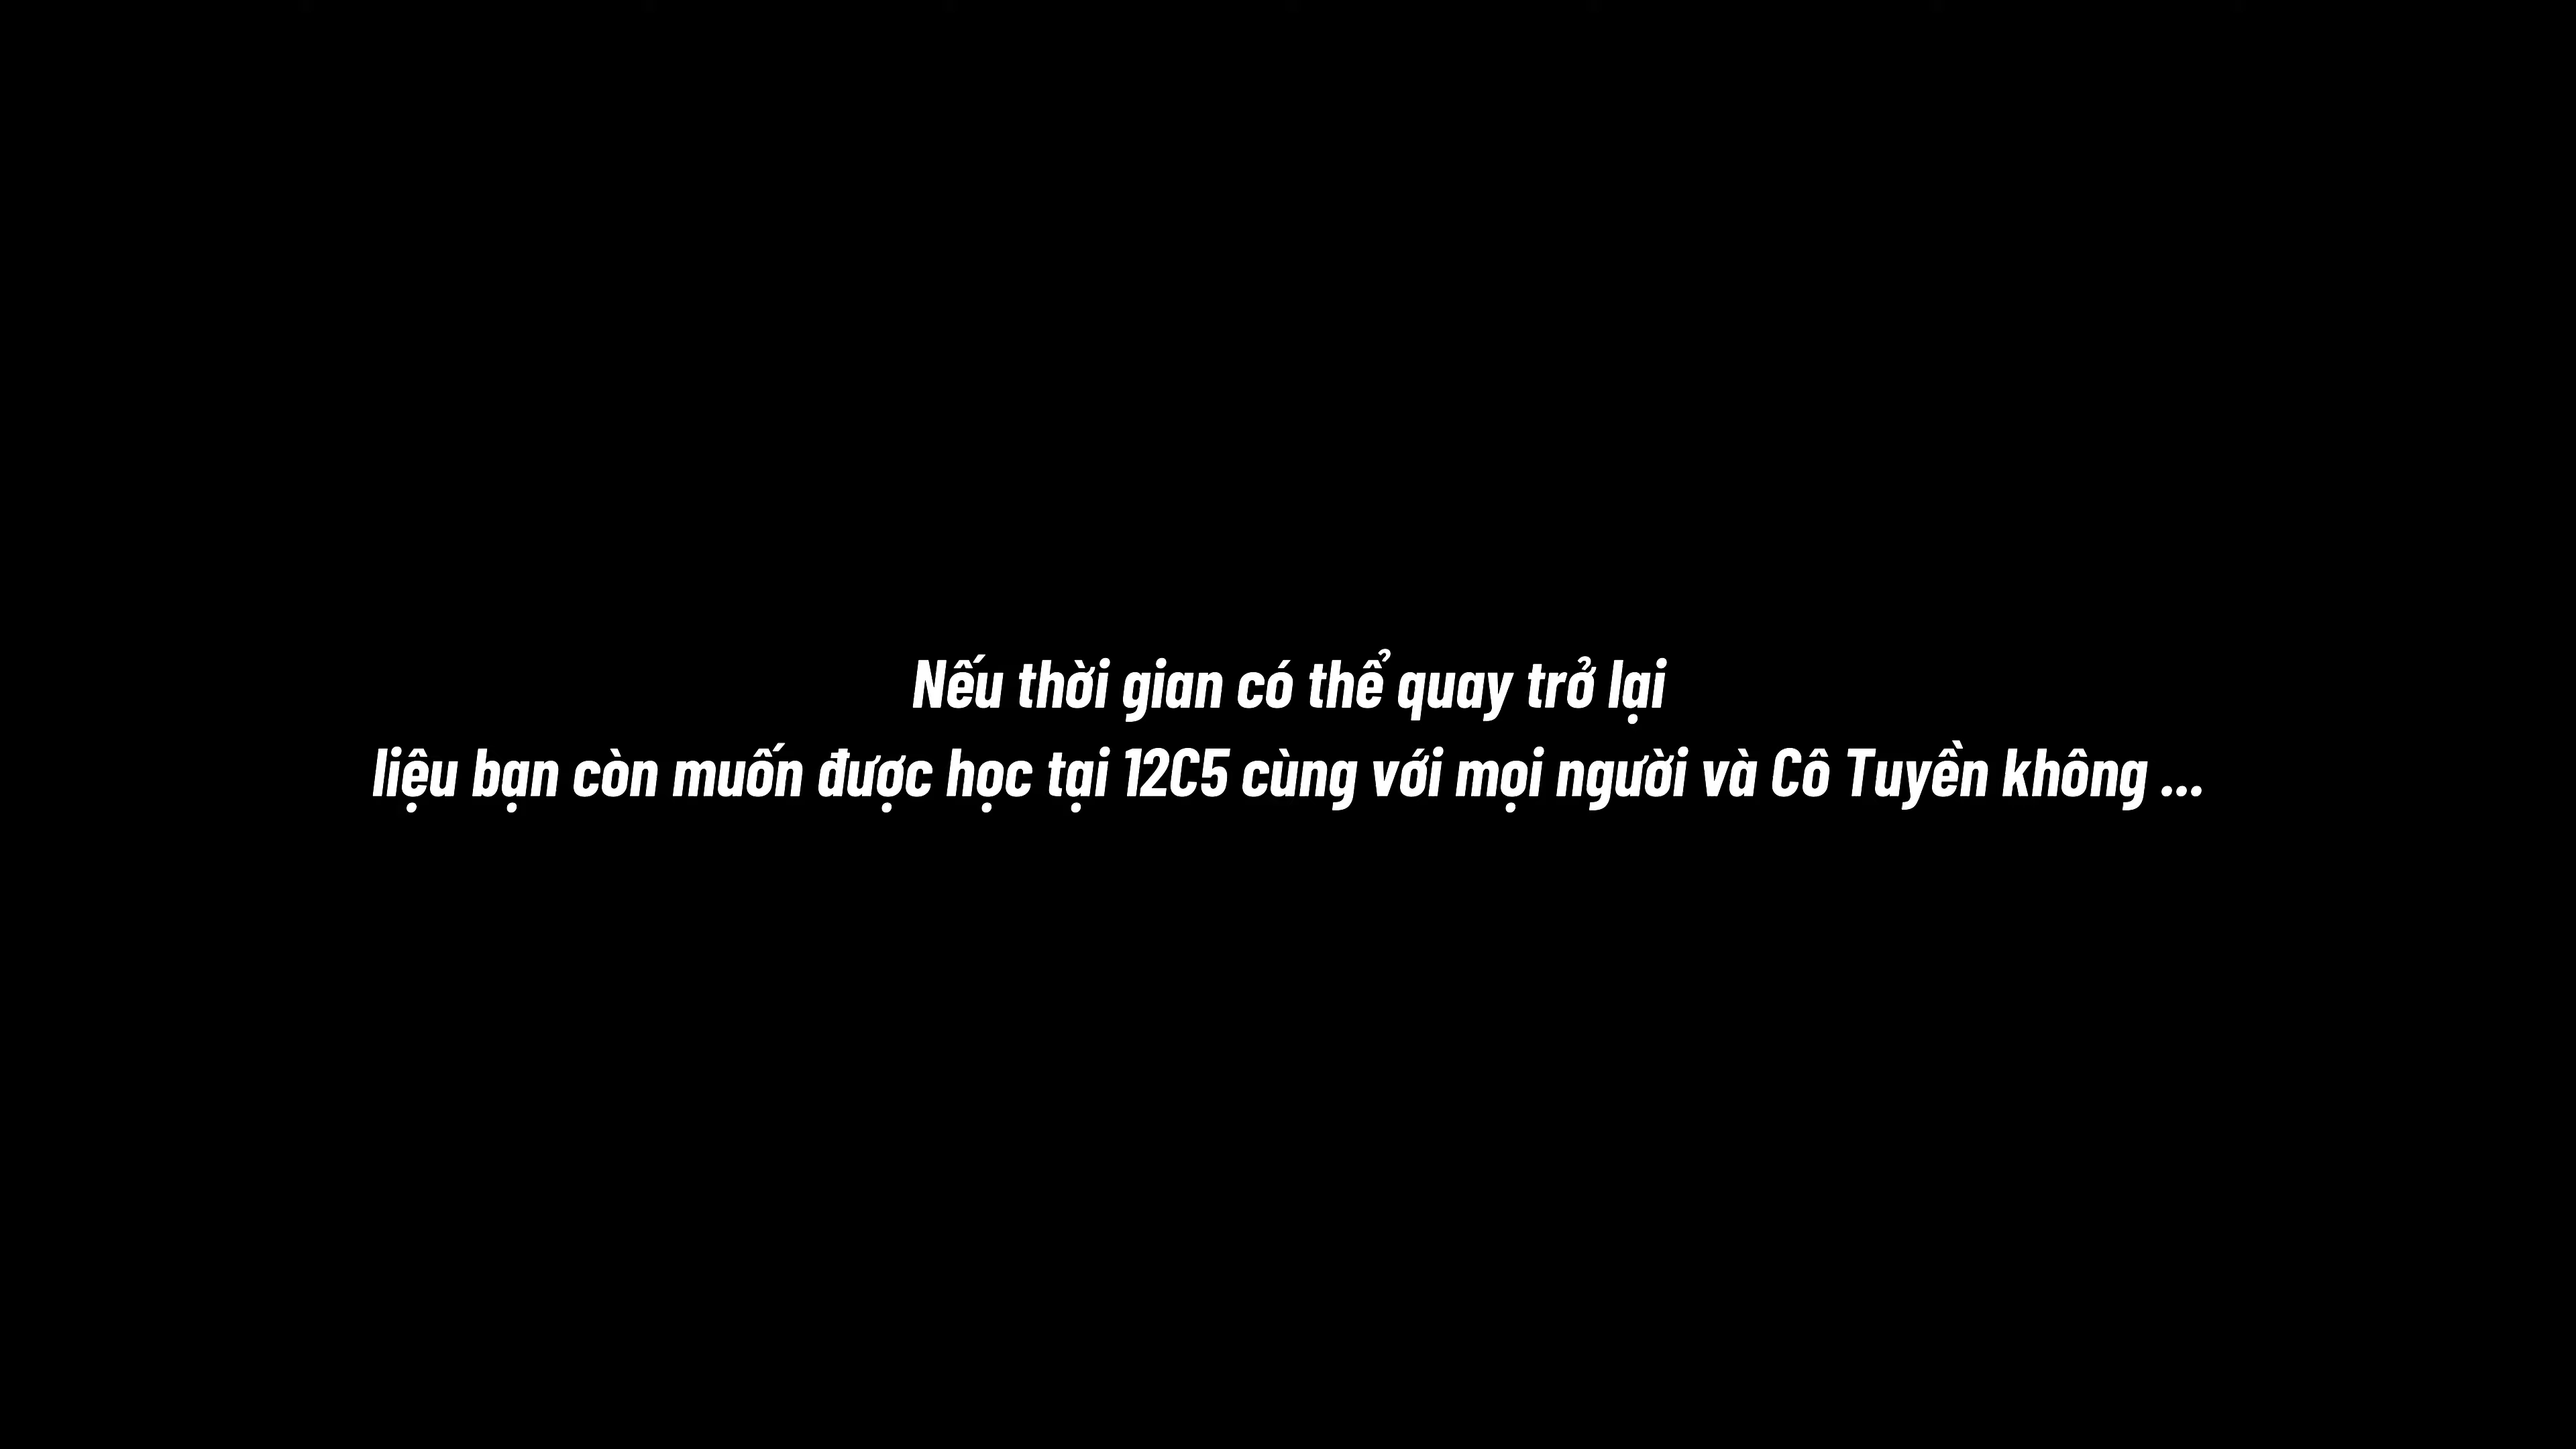 Nếu thời gian có thể quay trở lại
liệu bạn còn muốn được học tại 12C5 cùng với mọi người và Cô Tuyền không ...